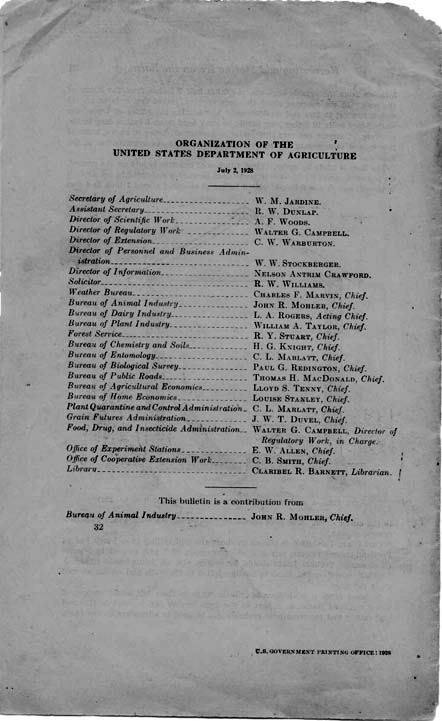 ORGANIZATION OF THE
UNITED STATES DEPARTMENT OF AGRICULTURE
July 2, 1928
Secretary of Agriculture W. M. JARDINE.
Assistant Secretary R. W. DUNLAP.
Director of Scientific Work A. F. WOODS.
Director of Regulatory Work WALTER G. CAMPBELL.
Director of Extension C. W. WARBURTON.
Director of Personnel and Business Admin-
istration W. W. STOCKBERGER.
Director of Information NELSON ANTRIM CRAWFORD.
Solicitor R. W. WILLIAMS.
Weather Bureau CHARLES F. MARVIN, Chief.
Bureau of Animal Industry JOHN R. MOHLER, Chief.
Bureau of Dairy Industry L. A. ROGERS, Acting Chief.
Bureau of Plant Industry WILLIAM A. TAYLOR, Chief.
Forest Service R. Y. STUART, Chief.
Bureau of Chemistry and Soils H. G. KNIGHT, Chief.
Bureau of Entomology C. L. MARLATT, Chief.
Bureau of Biological Survey PAUL G. REDINGTON, Chief.
Bureau of Public Roads THOMAS H. MACDONALD, Chief.
Bureau of Agricultural Economics LLOYD S. TENNY, Chief.
Bureau of Home Economics LOUISE STANLEY, Chief.
Plant Quarantine and Control Administration C. L. MARLATT, Chief.
Grain Futures Administration J. W. T. DUVEL, Chief.
Food, Drug, and Insecticide Administration WALTER G. CAMPBELL, Director of
Regulatory Work, in Charge.
Office of Experiment Stations E. W. ALLEN, Chief.
Office of Cooperative Extension Work C. B. SMITH, Chief.
Library CLARIBEL R. BARNETT, Librarian.
This bulletin is a contribution from
Bureau of Animal Industry JOHN R. MOHLER, Chief.
32
U.S. GOVERNMENT PRINTING OFFICE: 1928